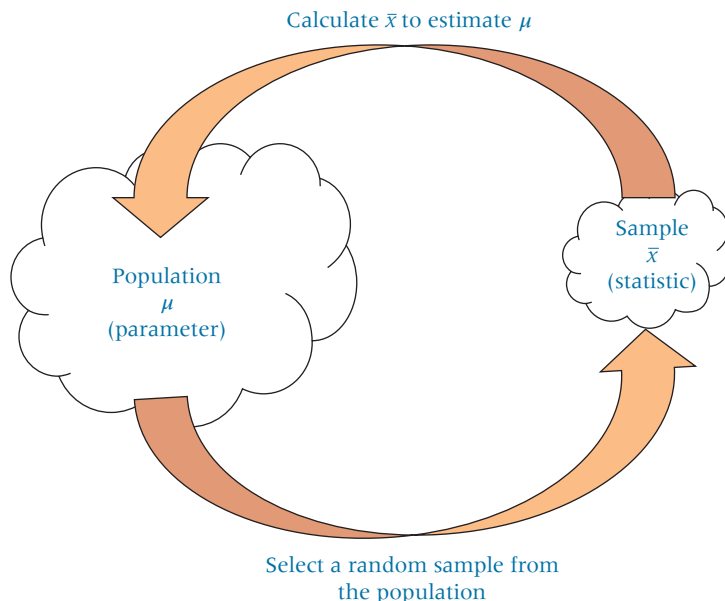 Calculate x̄ to estimate μ
Sample
x̄
(statistic)
Population
μ
(parameter)
Select a random sample from
the population